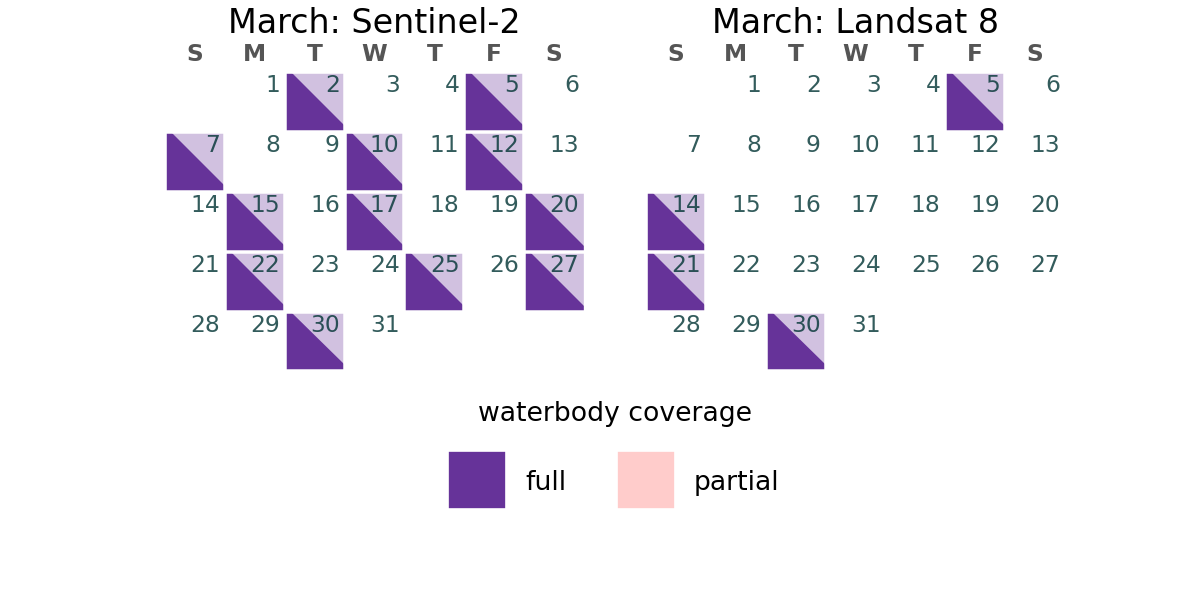 March: Sentinel-2
S M T W T F S
1 2 3 4 5 6
7 8 9 10 11 12 13
14 15 16 17 18 19 20
21 22 23 24 25 26 27
28 29 30 31
March: Landsat 8
S M T W T F S
1 2 3 4 5 6
7 8 9 10 11 12 13
14 15 16 17 18 19 20
21 22 23 24 25 26 27
28 29 30 31
waterbody coverage
full partial